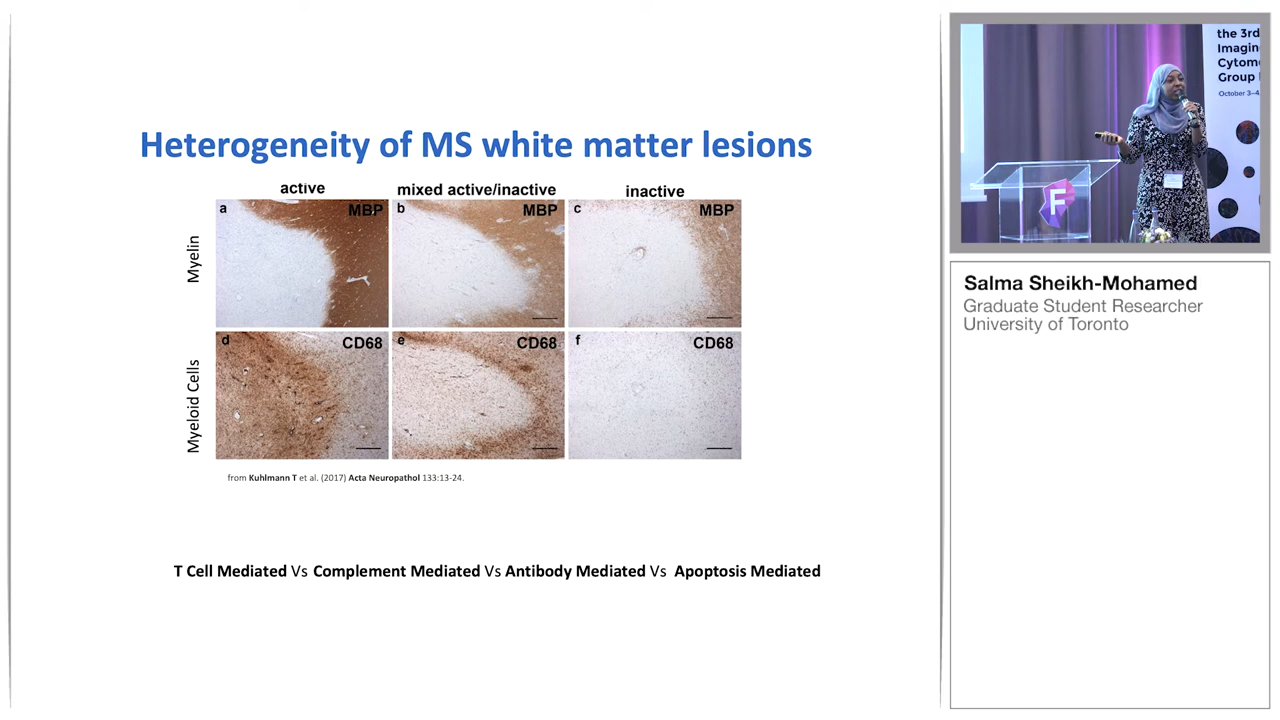 Heterogeneity of MS white matter lesions
active
mixed active/inactive
inactive
Myelin
a
MBP
b
MBP
c
MBP
Myeloid Cells
d
CD68
e
CD68
f
CD68
from Kuhlmann T et al. (2017) Acta Neuropathol 133:13-24.
T Cell Mediated Vs Complement Mediated Vs Antibody Mediated Vs Apoptosis Mediated
the 3rd
Imagin
Cytom
Group
October 3–4
F
Salma Sheikh-Mohamed
Graduate Student Researcher
University of Toronto